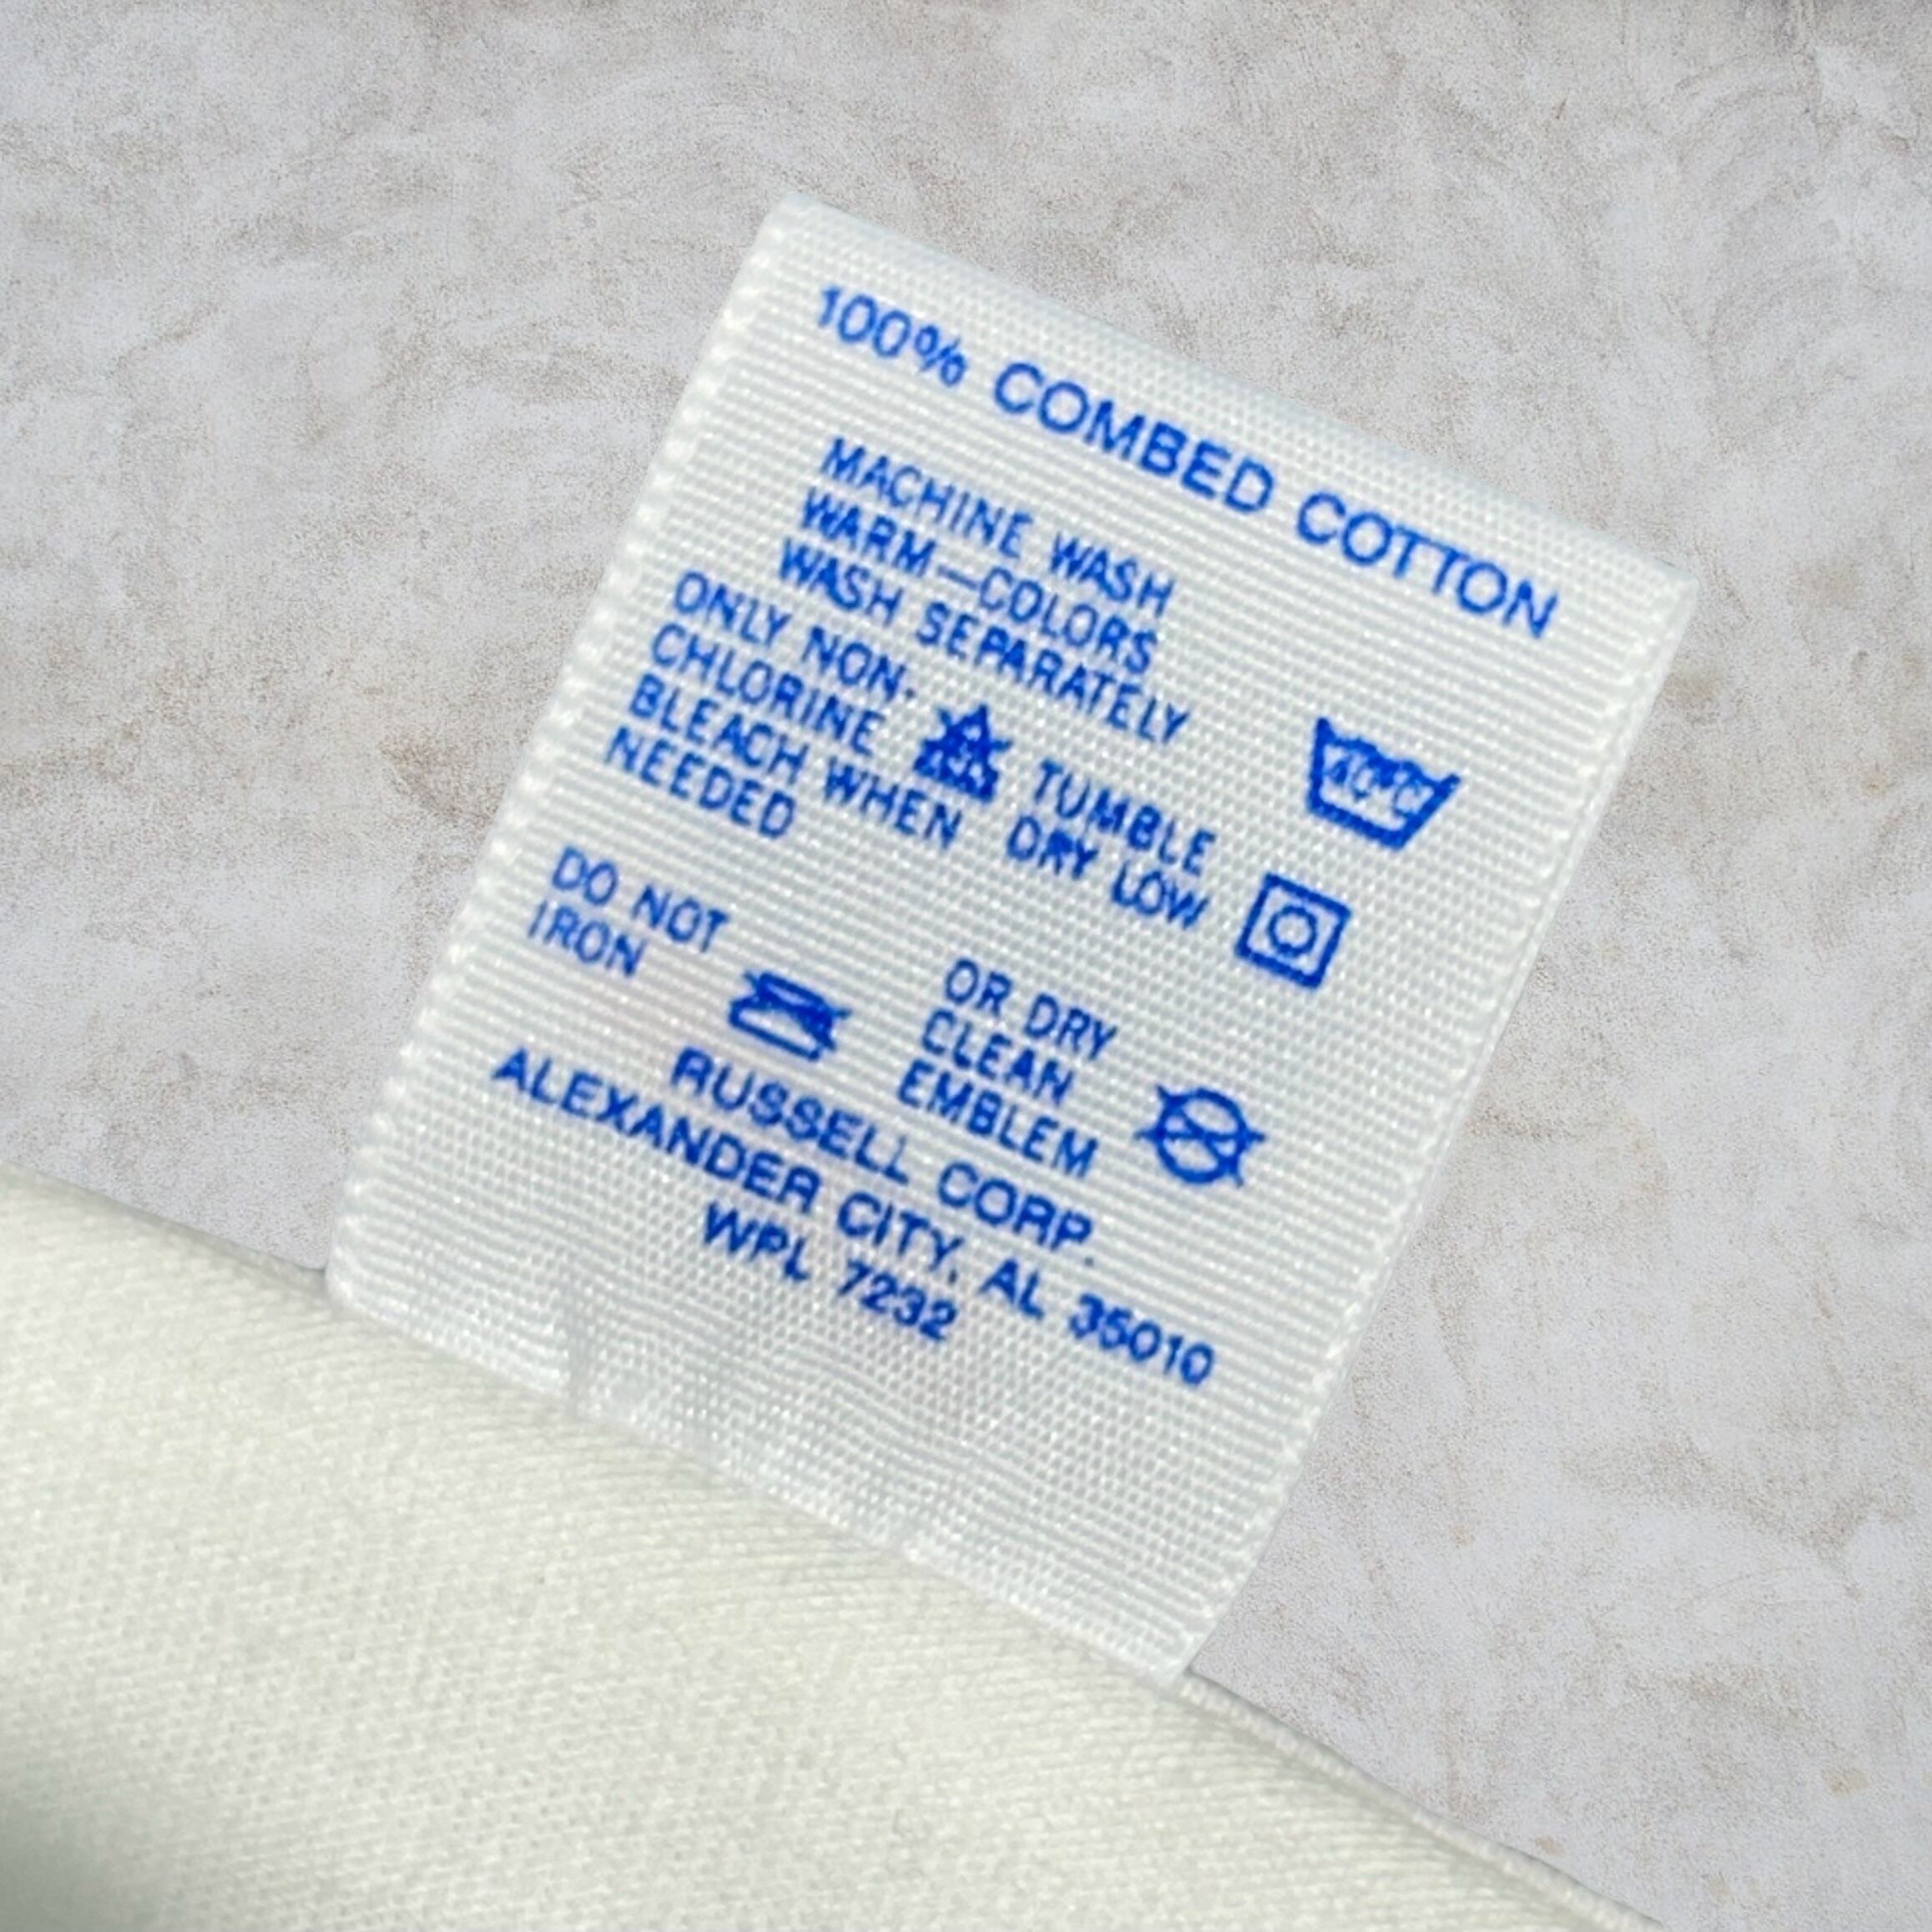 100% COMBED COTTON
MACHINE WASH
WARM—COLORS
WASH SEPARATELY
40°C
ONLY NON-
CHLORINE
BLEACH WHEN
NEEDED
TUMBLE
DRY LOW
DO NOT
IRON
OR DRY
CLEAN
EMBLEM
RUSSELL CORP.
ALEXANDER CITY, AL 35010
WPL 7232